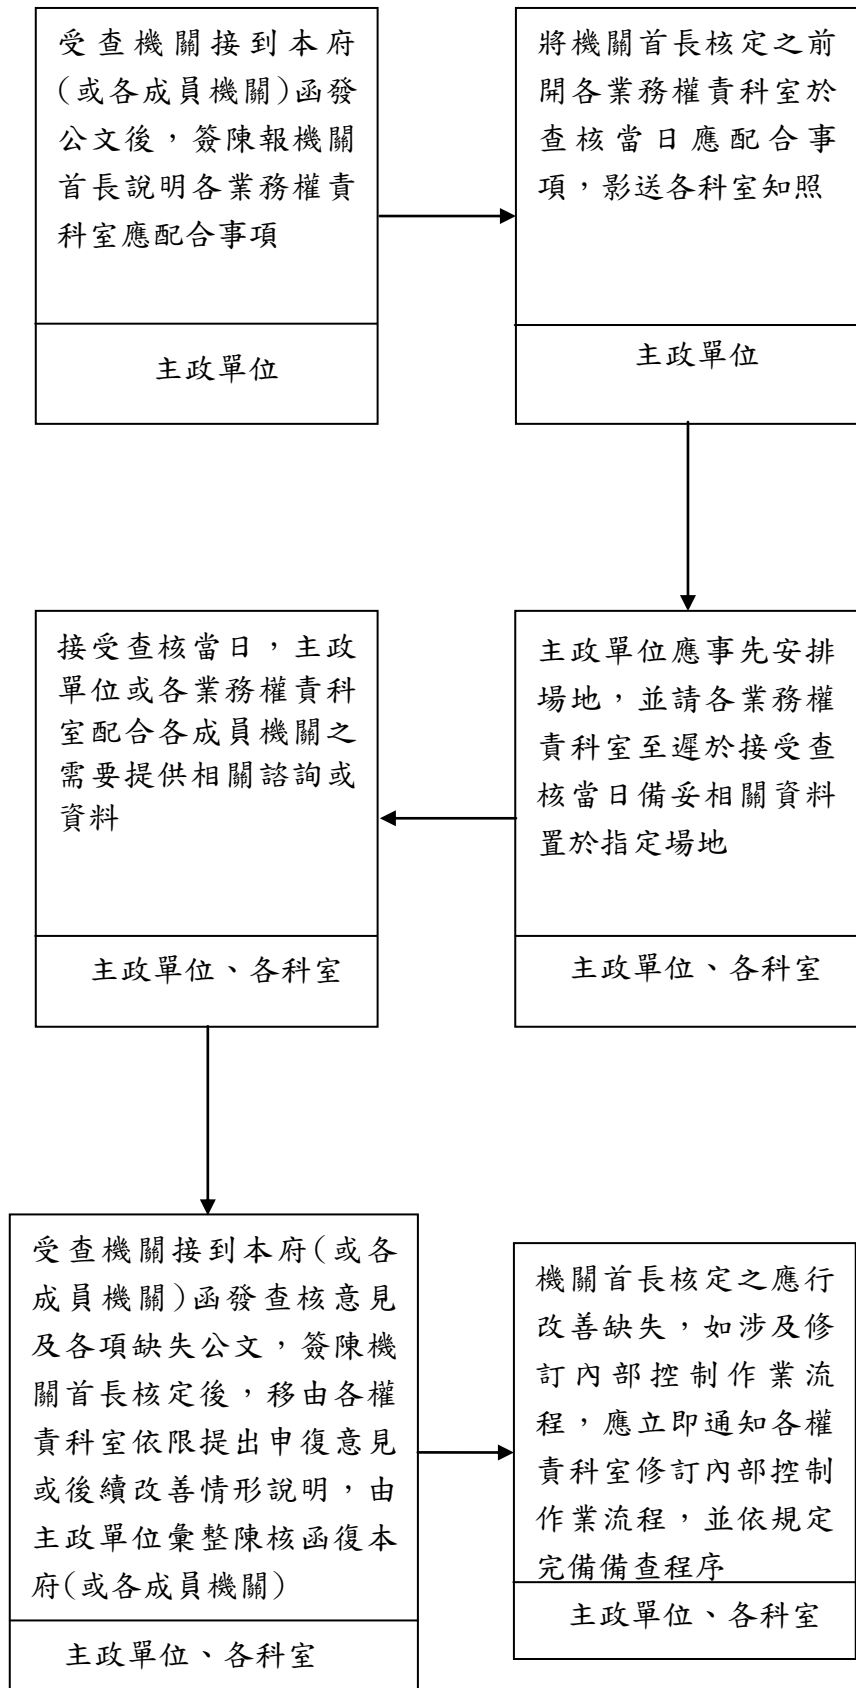 受查機關接到本府
(或各成員機關)函發
公文後，簽陳報機關
首長說明各業務權責
科室應配合事項
主政單位
將機關首長核定之前
開各業務權責科室於
查核當日應配合事
項，影送各科室知照
主政單位
主政單位應事先安排
場地，並請各業務權
責科室至遲於接受查
核當日備妥相關資料
置於指定場地
主政單位、各科室
接受查核當日，主政
單位或各業務權責科
室配合各成員機關之
需要提供相關諮詢或
資料
主政單位、各科室
受查機關接到本府(或各
成員機關)函發查核意見
及各項缺失公文，簽陳機
關首長核定後，移由各權
責科室依限提出申復意見
或後續改善情形說明，由
主政單位彙整陳核函復本
府(或各成員機關)
主政單位、各科室
機關首長核定之應行
改善缺失，如涉及修
訂內部控制作業流
程，應立即通知各權
責科室修訂內部控制
作業流程，並依規定
完備備查程序
主政單位、各科室